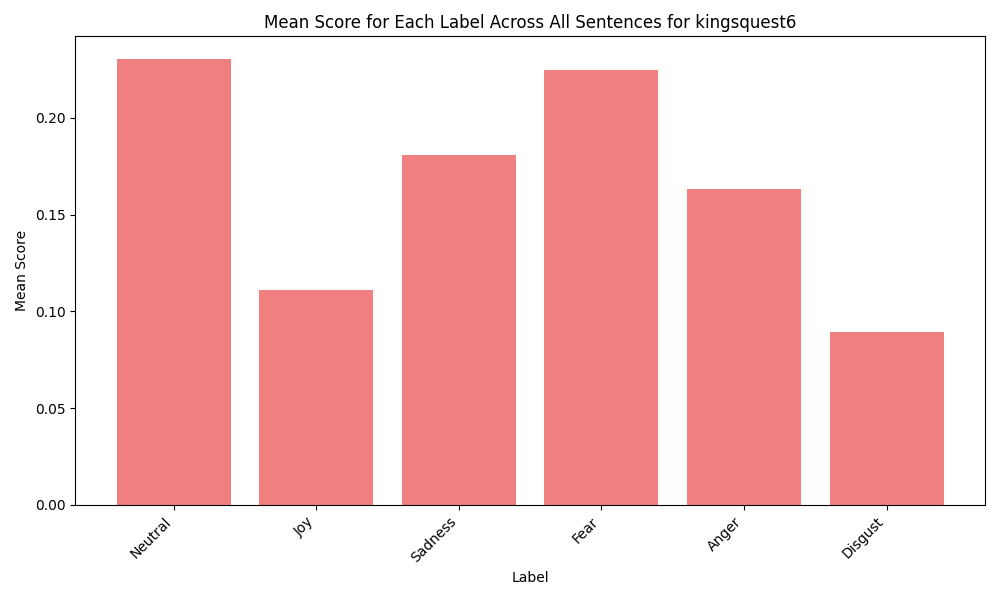 Mean Score for Each Label Across All Sentences for kingsquest6
Mean Score
0.20
0.15
0.10
0.05
0.00
Neutral
Joy
Sadness
Fear
Anger
Disgust
Label